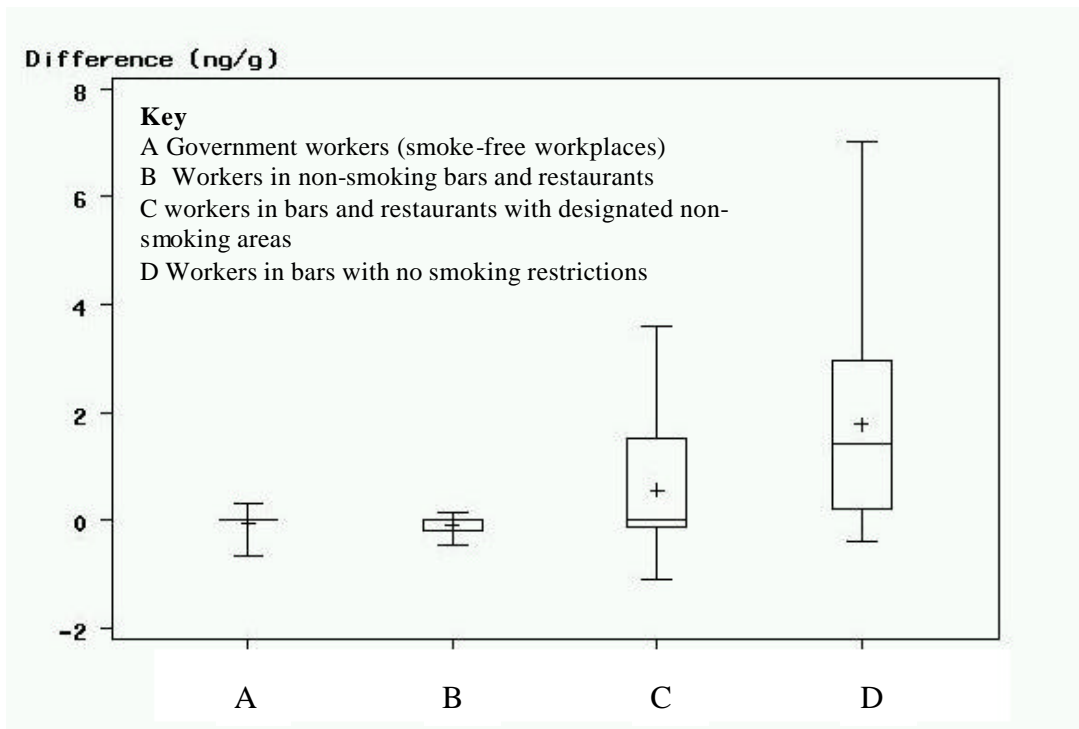 Difference (ng/g)
8
Key
A Government workers (smoke-free workplaces)
B Workers in non-smoking bars and restaurants
6
C workers in bars and restaurants with designated non-
smoking areas
D Workers in bars with no smoking restrictions
4
2
0
-2
A B C D